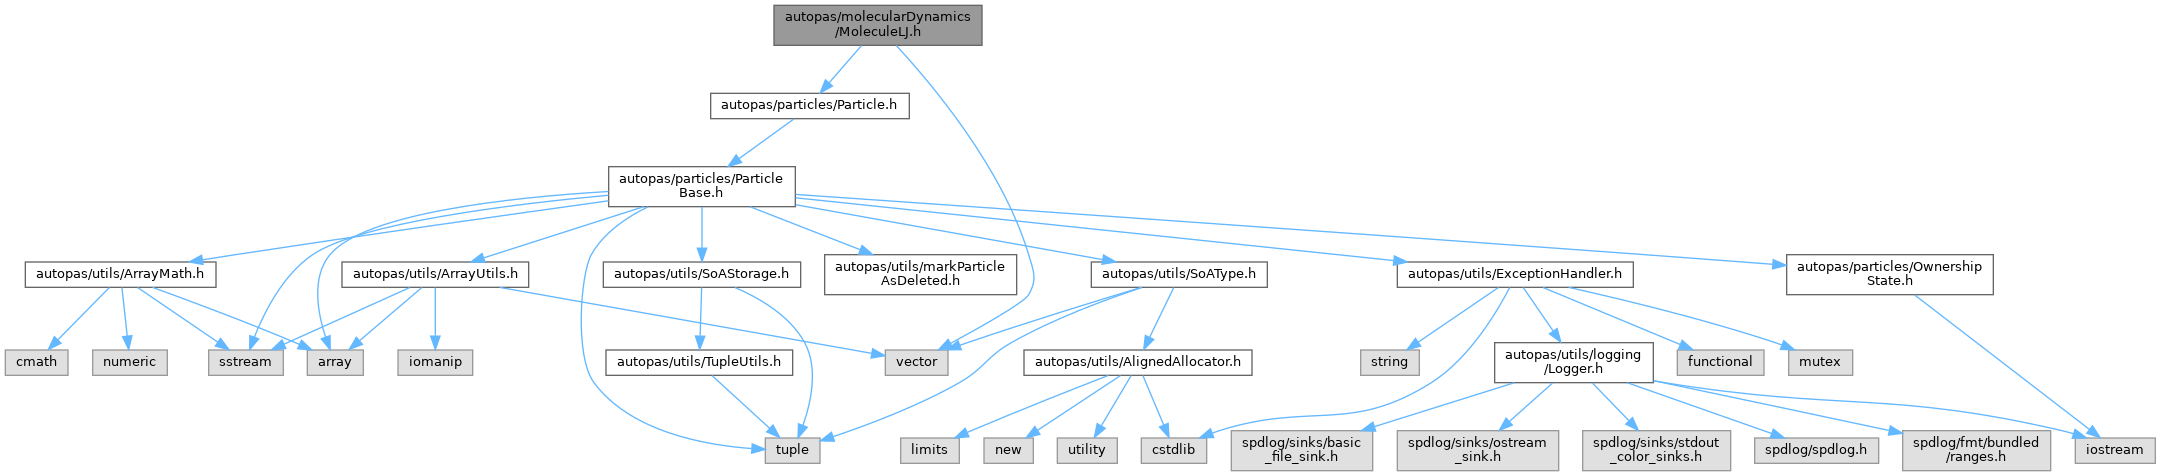 autopas/molecularDynamics
/MoleculeLJ.h
autopas/particles/Particle.h
autopas/particles/Particle
Base.h
autopas/utils/ArrayMath.h
autopas/utils/ArrayUtils.h
autopas/utils/SoAStorage.h
autopas/utils/markParticle
AsDeleted.h
autopas/utils/SoAType.h
autopas/utils/ExceptionHandler.h
autopas/particles/Ownership
State.h
cmath
numeric
sstream
array
iomanip
autopas/utils/TupleUtils.h
vector
autopas/utils/AlignedAllocator.h
string
autopas/utils/logging
/Logger.h
functional
mutex
tuple
limits
new
utility
cstdlib
spdlog/sinks/basic
_file_sink.h
spdlog/sinks/ostream
_sink.h
spdlog/sinks/stdout
_color_sinks.h
spdlog/spdlog.h
spdlog/fmt/bundled
/ranges.h
iostream